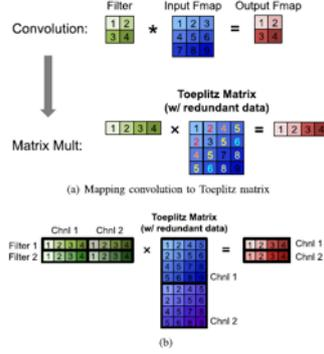 Filter
Input Fmap
Output Fmap
Convolution:
1 2
3 4
*
1 2 3
4 5 6
7 8 9
=
1 2
3 4
Toeplitz Matrix
(w/ redundant data)
Matrix Mult:
1 2 3 4
×
1 2 4 5
2 3 5 6
4 5 7 8
5 6 8 9
=
1 2 3 4
(a) Mapping convolution to Toeplitz matrix
Toeplitz Matrix
(w/ redundant data)
Chnl 1
Chnl 2
Filter 1
1 2 3 4
1 2 3 4
Filter 2
1 2 3 4
1 2 3 4
×
1 2 4 5
2 3 5 6
4 5 7 8
5 6 8 9
Chnl 1
1 2 4 5
2 3 5 6
4 5 7 8
5 6 8 9
Chnl 2
=
1 2 3 4
Chnl 1
1 2 3 4
Chnl 2
(b)